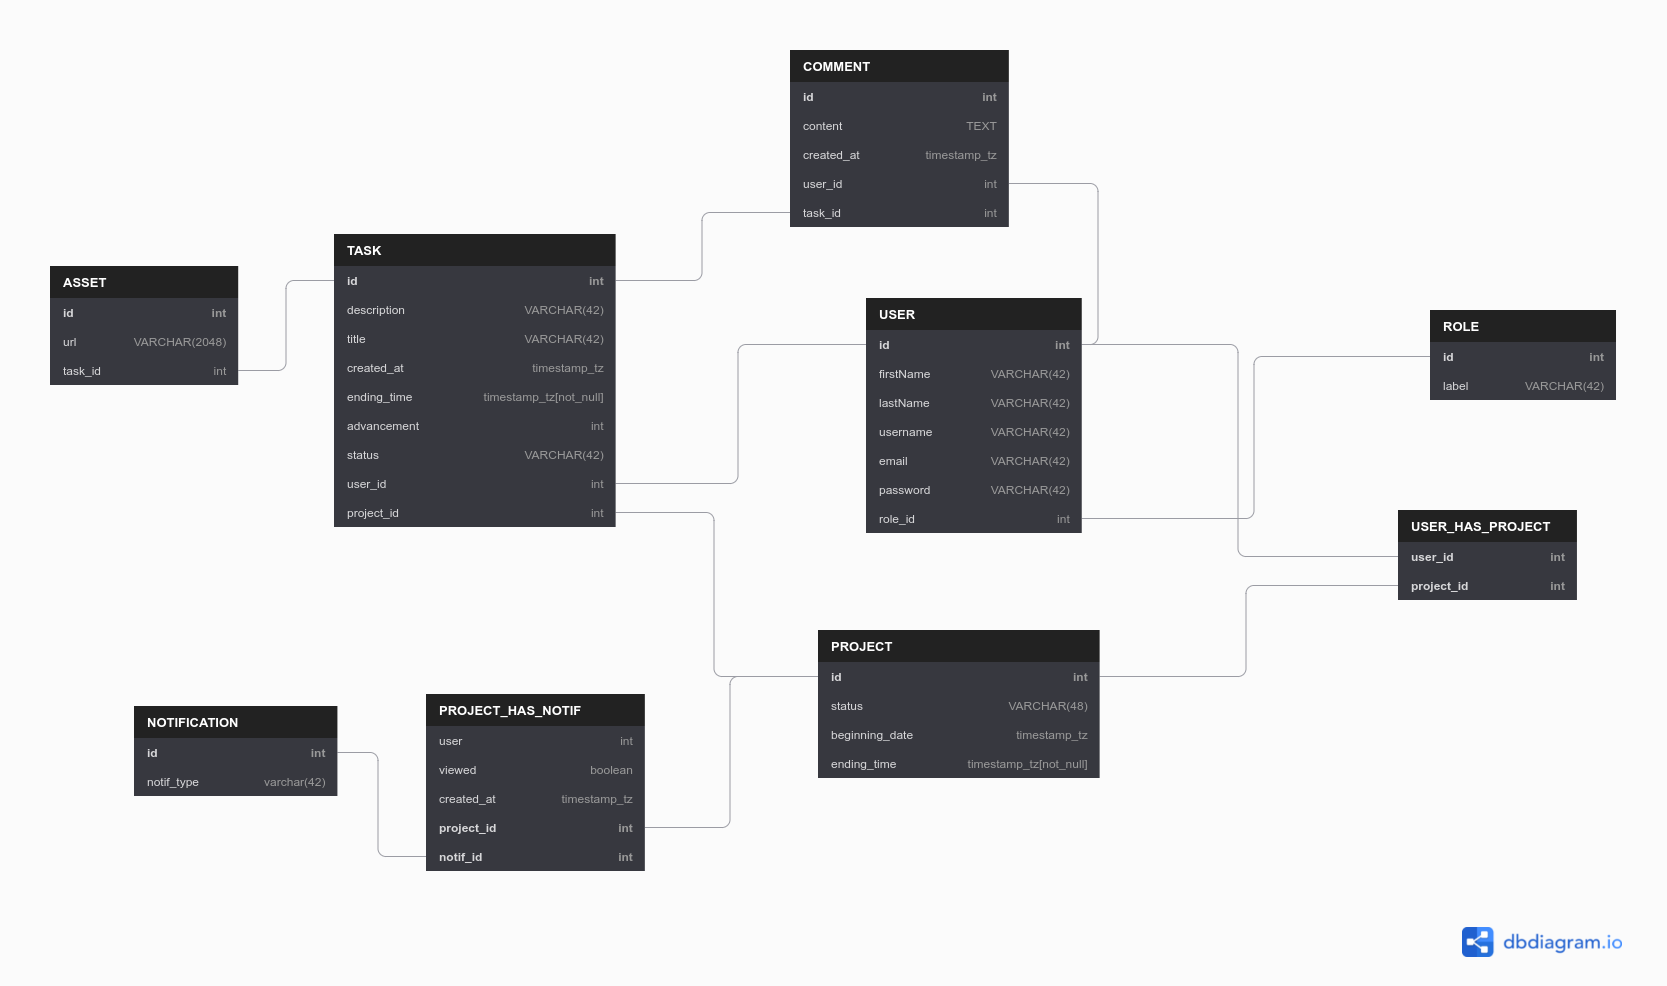 COMMENT
id int
content TEXT
created_at timestamp_tz
user_id int
task_id int
TASK
id int
description VARCHAR(42)
title VARCHAR(42)
created_at timestamp_tz
ending_time timestamp_tz[not_null]
advancement int
status VARCHAR(42)
user_id int
project_id int
ASSET
id int
url VARCHAR(2048)
task_id int
USER
id int
firstName VARCHAR(42)
lastName VARCHAR(42)
username VARCHAR(42)
email VARCHAR(42)
password VARCHAR(42)
role_id int
ROLE
id int
label VARCHAR(42)
USER_HAS_PROJECT
user_id int
project_id int
PROJECT
id int
status VARCHAR(48)
beginning_date timestamp_tz
ending_time timestamp_tz[not_null]
NOTIFICATION
id int
notif_type varchar(42)
PROJECT_HAS_NOTIF
user int
viewed boolean
created_at timestamp_tz
project_id int
notif_id int
dbdiagram.io